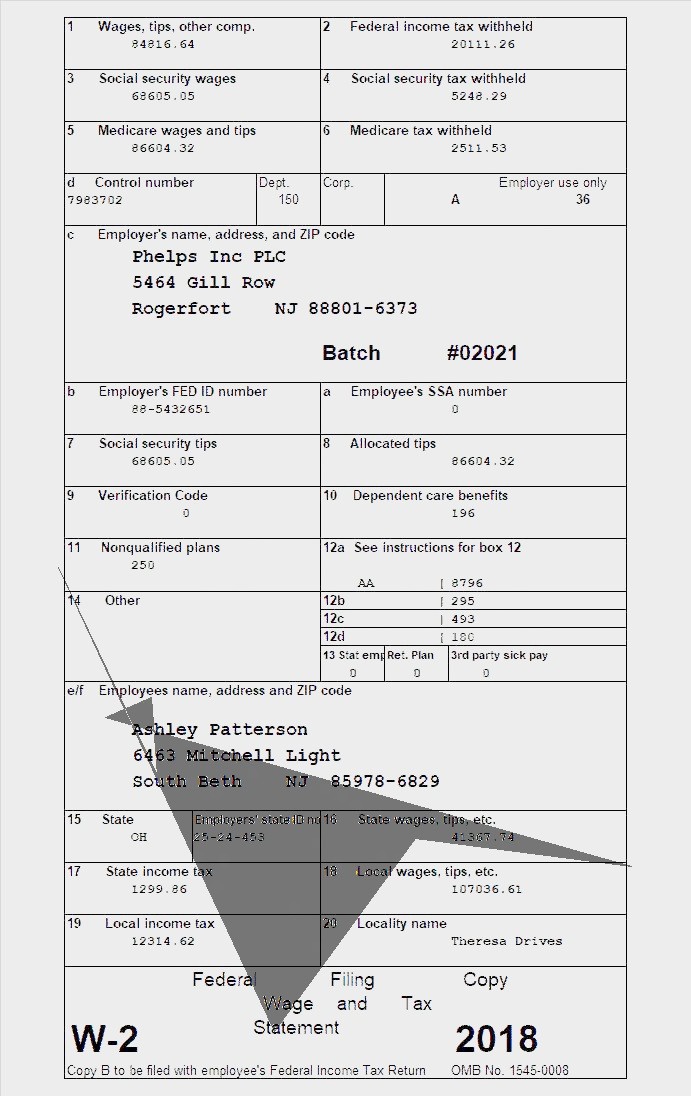 1 Wages, tips, other comp. 2 Federal income tax withheld
84816.64 20111.26
3 Social security wages 4 Social security tax withheld
68605.05 5248.29
5 Medicare wages and tips 6 Medicare tax withheld
86604.32 2511.53
d Control number Dept. Corp. Employer use only
7983702 150 A 36
c Employer's name, address, and ZIP code
Phelps Inc PLC
5464 Gill Row
Rogerfort NJ 88801-6373
Batch #02021
b Employer's FED ID number a Employee's SSA number
88-5432651 0
7 Social security tips 8 Allocated tips
68605.05 86604.32
9 Verification Code 10 Dependent care benefits
0 196
11 Nonqualified plans 12a See instructions for box 12
250
AA 8796
14 Other 12b 295
12c 493
12d 180
13 Stat emp Ret. Plan 3rd party sick pay
0 0 0
e/f Employees name, address and ZIP code
Ashley Patterson
6463 Mitchell Light
South Beth NJ 85978-6829
15 State Employers' state ID no 16 State wages, tips, etc.
OH 25-24-453 41367.74
17 State income tax 18 Local wages, tips, etc.
1299.86 107036.61
19 Local income tax 20 Locality name
12314.62 Theresa Drives
Federal Filing Copy
Wage and Tax
Statement
W-2 2018
Copy B to be filed with employee's Federal Income Tax Return OMB No. 1545-0008